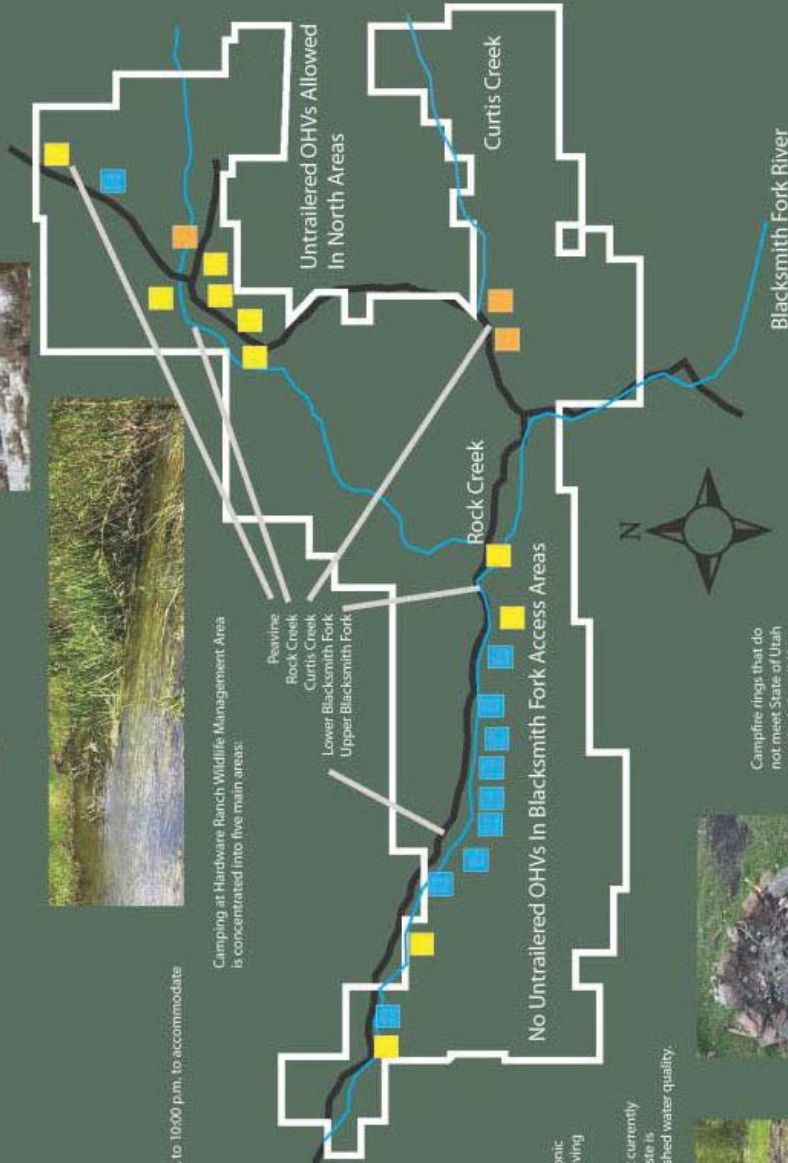 to 10:00 p.m. to accommodate
Camping at Hardware Ranch Wildlife Management Area
is concentrated into five main areas:
Peavine
Rock Creek
Curtis Creek
Lower Blacksmith Fork
Upper Blacksmith Fork
Untrailered OHVs Allowed
In North Areas
Curtis Creek
Rock Creek
Blacksmith Fork River
No Untrailered OHVs In Blacksmith Fork Access Areas
N
Campfire rings that do
not meet State of Utah
onic
ving
currently
ste is
shed water quality.